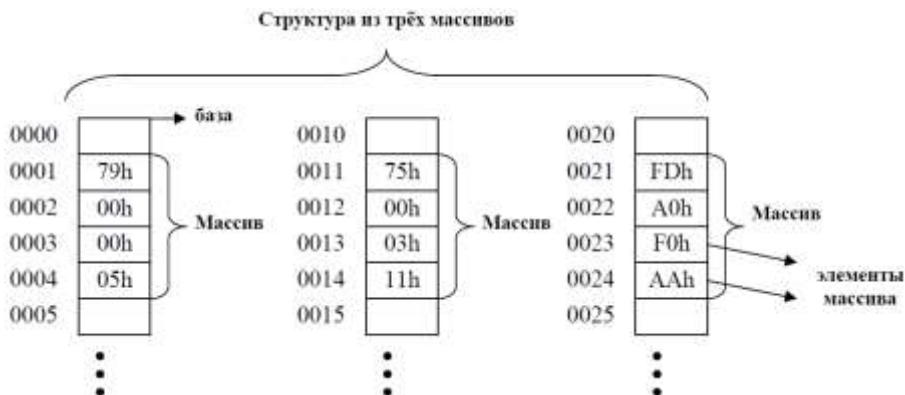 Структура из трёх массивов
база
0000 0010 0020
0001 79h 0011 75h 0021 FDh
0002 00h 0012 00h 0022 A0h
Массив Массив Массив
0003 00h 0013 03h 0023 F0h
0004 05h 0014 11h 0024 AAh
элементы
массива
0005 0015 0025